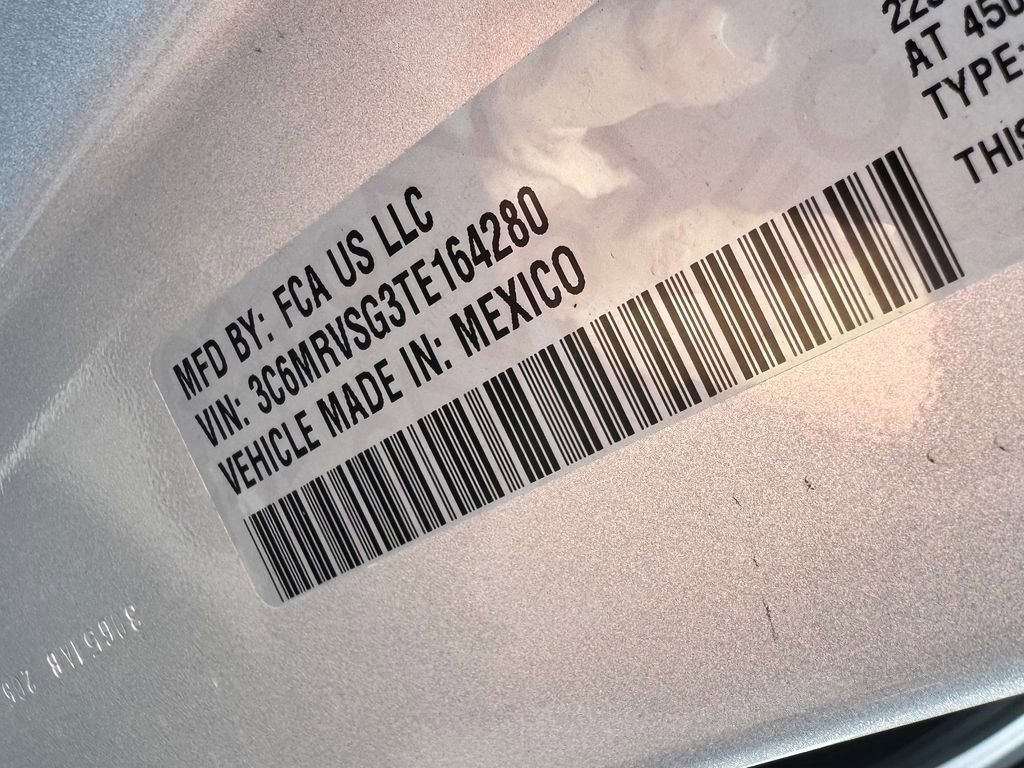 MFD BY: FCA US LLC
VIN: 3C6MRVSG3TE164280
VEHICLE MADE IN: MEXICO
AT 450
TYPE:
THIS